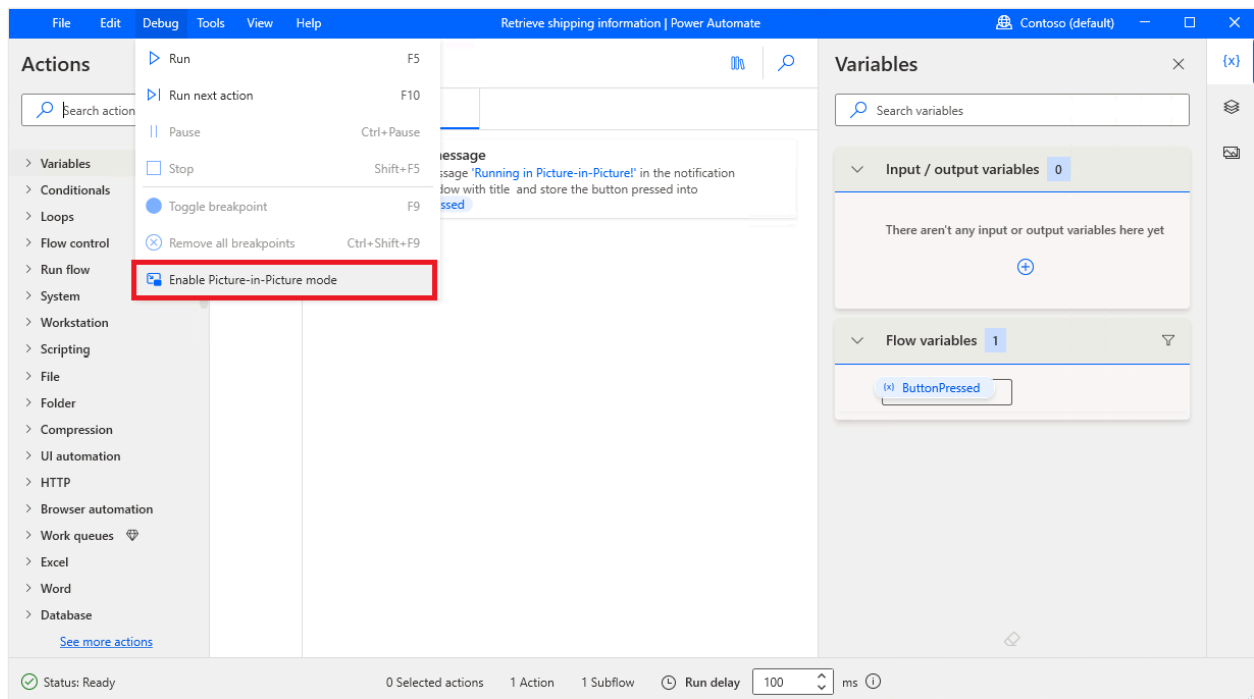 File Edit Debug Tools View Help Retrieve shipping information | Power Automate Contoso (default)
Actions
Search action
Variables
Conditionals
Loops
Flow control
Run flow
System
Workstation
Scripting
File
Folder
Compression
UI automation
HTTP
Browser automation
Work queues
Excel
Word
Database
See more actions
Run F5
Run next action F10
Pause Ctrl+Pause
Stop Shift+F5
Toggle breakpoint F9
Remove all breakpoints Ctrl+Shift+F9
Enable Picture-in-Picture mode
essage
ssage 'Running in Picture-in-Picture!' in the notification
dow with title and store the button pressed into
ssed
Variables
{x}
Search variables
Input / output variables 0
There aren't any input or output variables here yet
Flow variables 1
(x) ButtonPressed
Status: Ready 0 Selected actions 1 Action 1 Subflow Run delay 100 ms